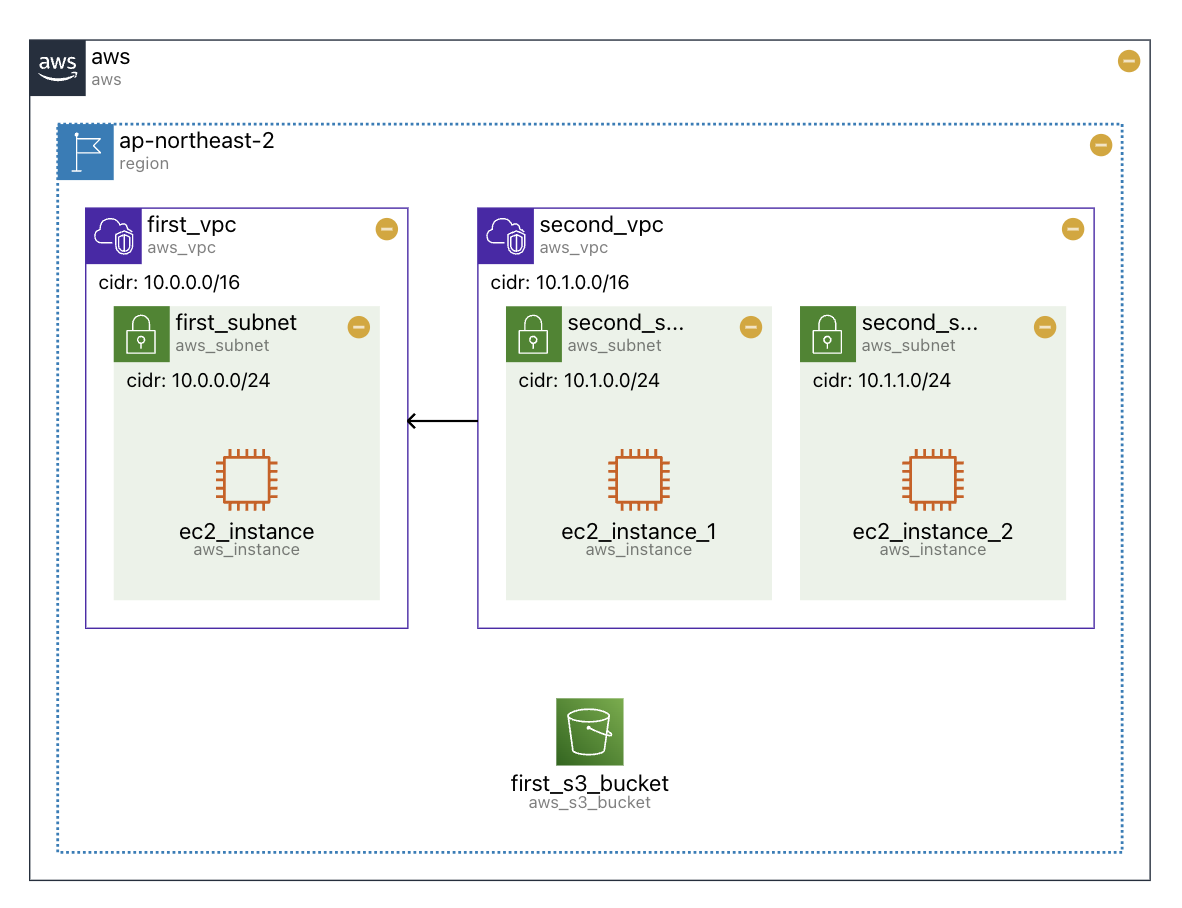 aws
aws
aws
ap-northeast-2
region
first_vpc
aws_vpc
cidr: 10.0.0.0/16
first_subnet
aws_subnet
cidr: 10.0.0.0/24
ec2_instance
aws_instance
second_vpc
aws_vpc
cidr: 10.1.0.0/16
second_s...
aws_subnet
cidr: 10.1.0.0/24
ec2_instance_1
aws_instance
second_s...
aws_subnet
cidr: 10.1.1.0/24
ec2_instance_2
aws_instance
first_s3_bucket
aws_s3_bucket